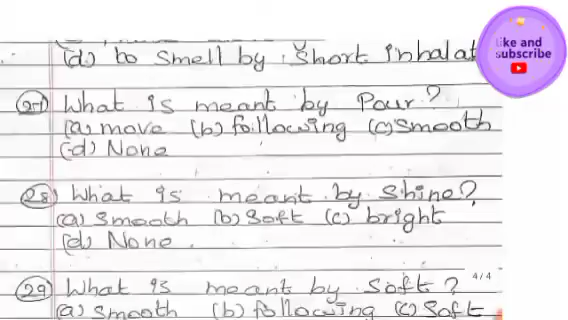 (d) to smell by short inhalat
27) What is meant by Pour?
(a) move (b) following (c) smooth
(d) None
28) What is meant by Shine?
(a) smooth (b) soft (c) bright
(d) None.
4/4
29) What is meant by Soft?
(a) smooth (b) following (c) soft
like and
subscribe